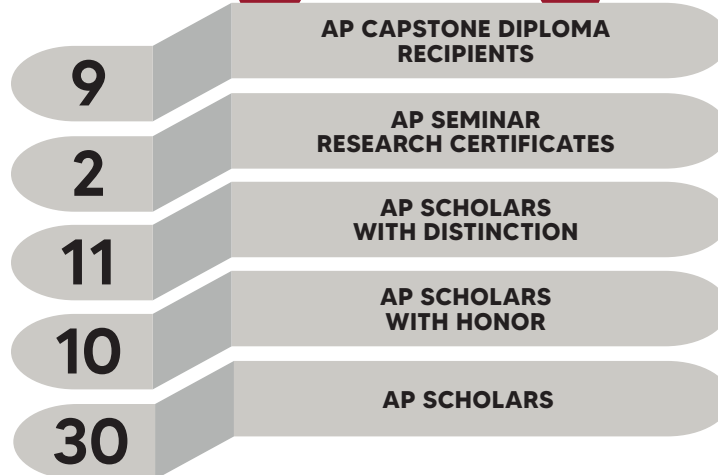 9
AP CAPSTONE DIPLOMA
RECIPIENTS
2
AP SEMINAR
RESEARCH CERTIFICATES
11
AP SCHOLARS
WITH DISTINCTION
10
AP SCHOLARS
WITH HONOR
30
AP SCHOLARS